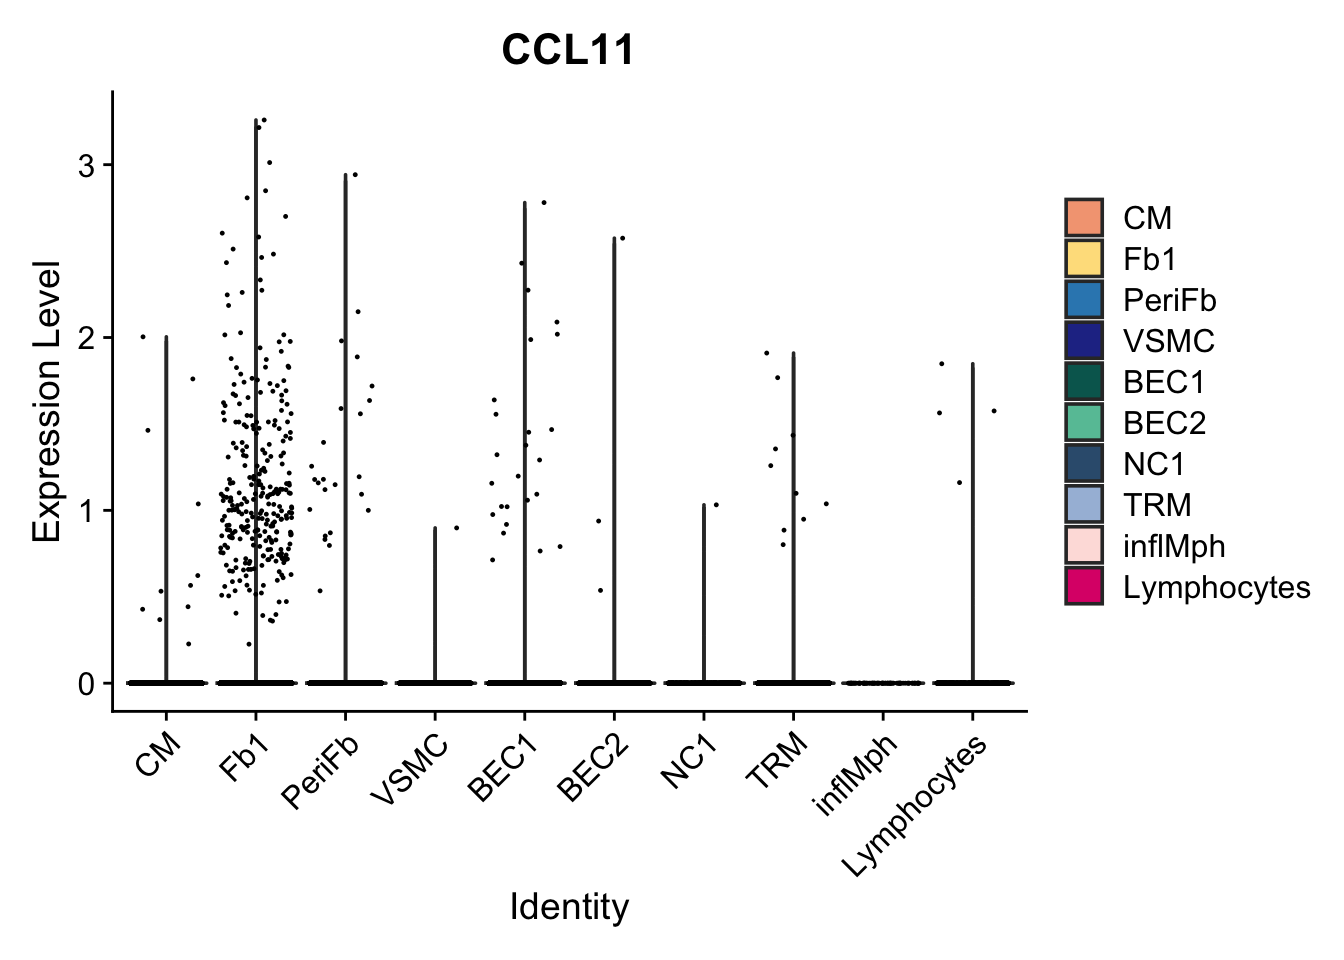 CCL11
Expression Level
3
2
1
0
CM
Fb1
PeriFb
VSMC
BEC1
BEC2
NC1
TRM
inflMph
Lymphocytes
Identity
CM
Fb1
PeriFb
VSMC
BEC1
BEC2
NC1
TRM
inflMph
Lymphocytes